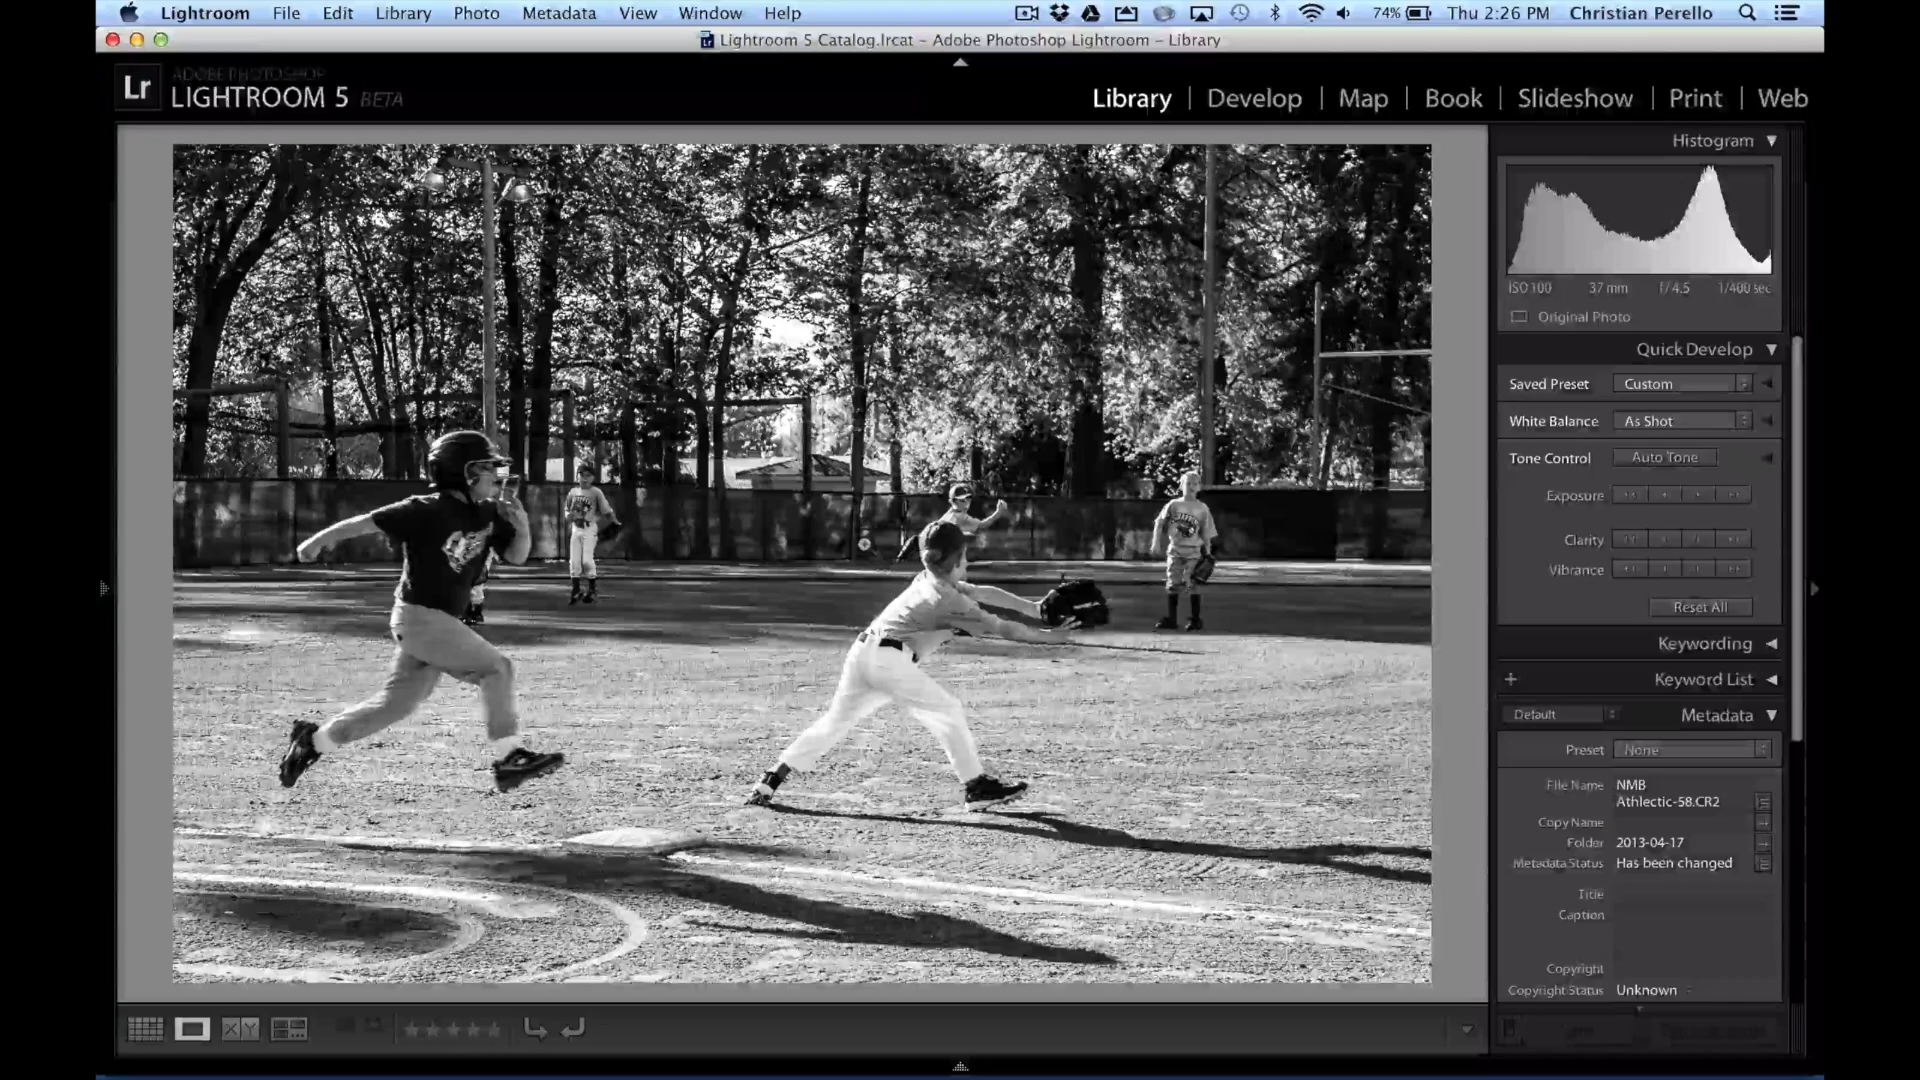 Lightroom File Edit Library Photo Metadata View Window Help 74% Thu 2:26 PM Christian Perello
Lightroom 5 Catalog.lrcat – Adobe Photoshop Lightroom – Library
Lr ADOBE PHOTOSHOP
LIGHTROOM 5 BETA
Library | Develop | Map | Book | Slideshow | Print | Web
Histogram
ISO 100 37 mm f / 4.5 1/400 sec
Original Photo
Quick Develop
Saved Preset Custom
White Balance As Shot
Tone Control Auto Tone
Exposure
Clarity
Vibrance
Reset All
Keywording
+ Keyword List
Default Metadata
Preset None
File Name NMB
Athlectic-58.CR2
Copy Name
Folder 2013-04-17
Metadata Status Has been changed
Title
Caption
Copyright
Copyright Status Unknown
XY